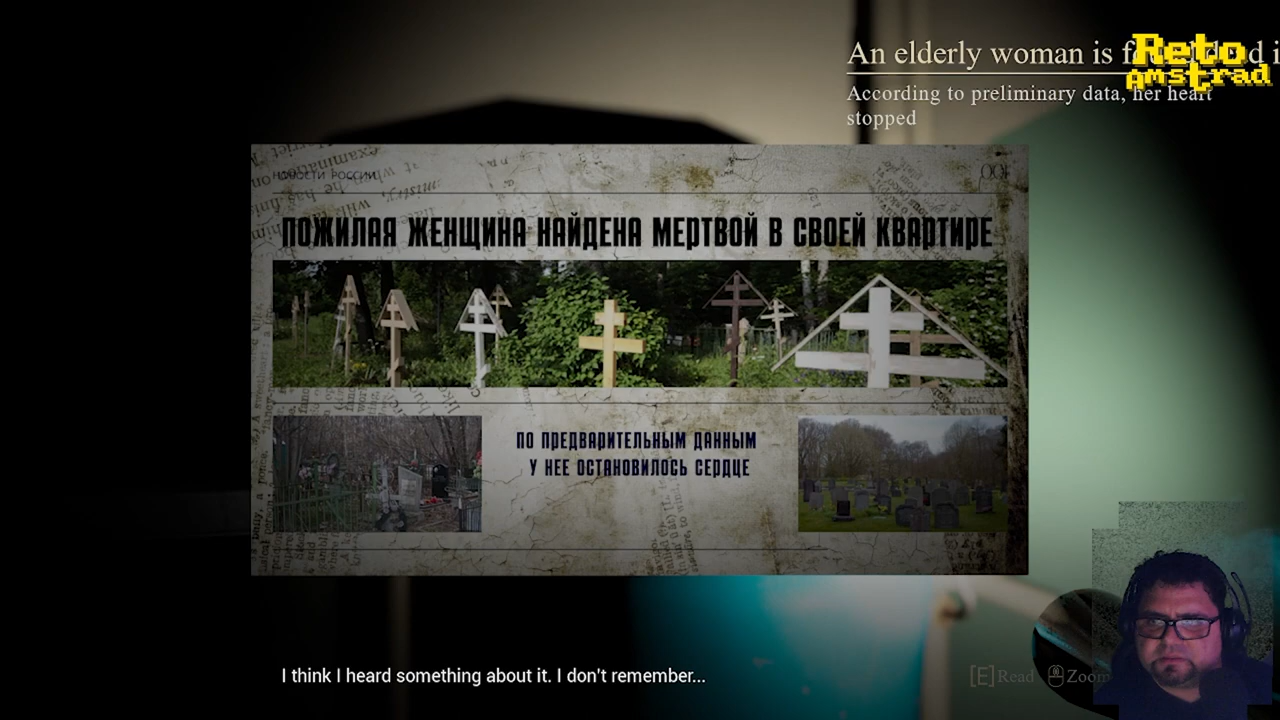 An elderly woman is
Reto
Amstrad
According to preliminary data, her heart
stopped
НОВОСТИ РОССИИ
ПОЖИЛАЯ ЖЕНЩИНА НАЙДЕНА МЕРТВОЙ В СВОЕЙ КВАРТИРЕ
ПО ПРЕДВАРИТЕЛЬНЫМ ДАННЫМ
У НЕЕ ОСТАНОВИЛОСЬ СЕРДЦЕ
I think I heard something about it. I don't remember...
[E]Read Zoom